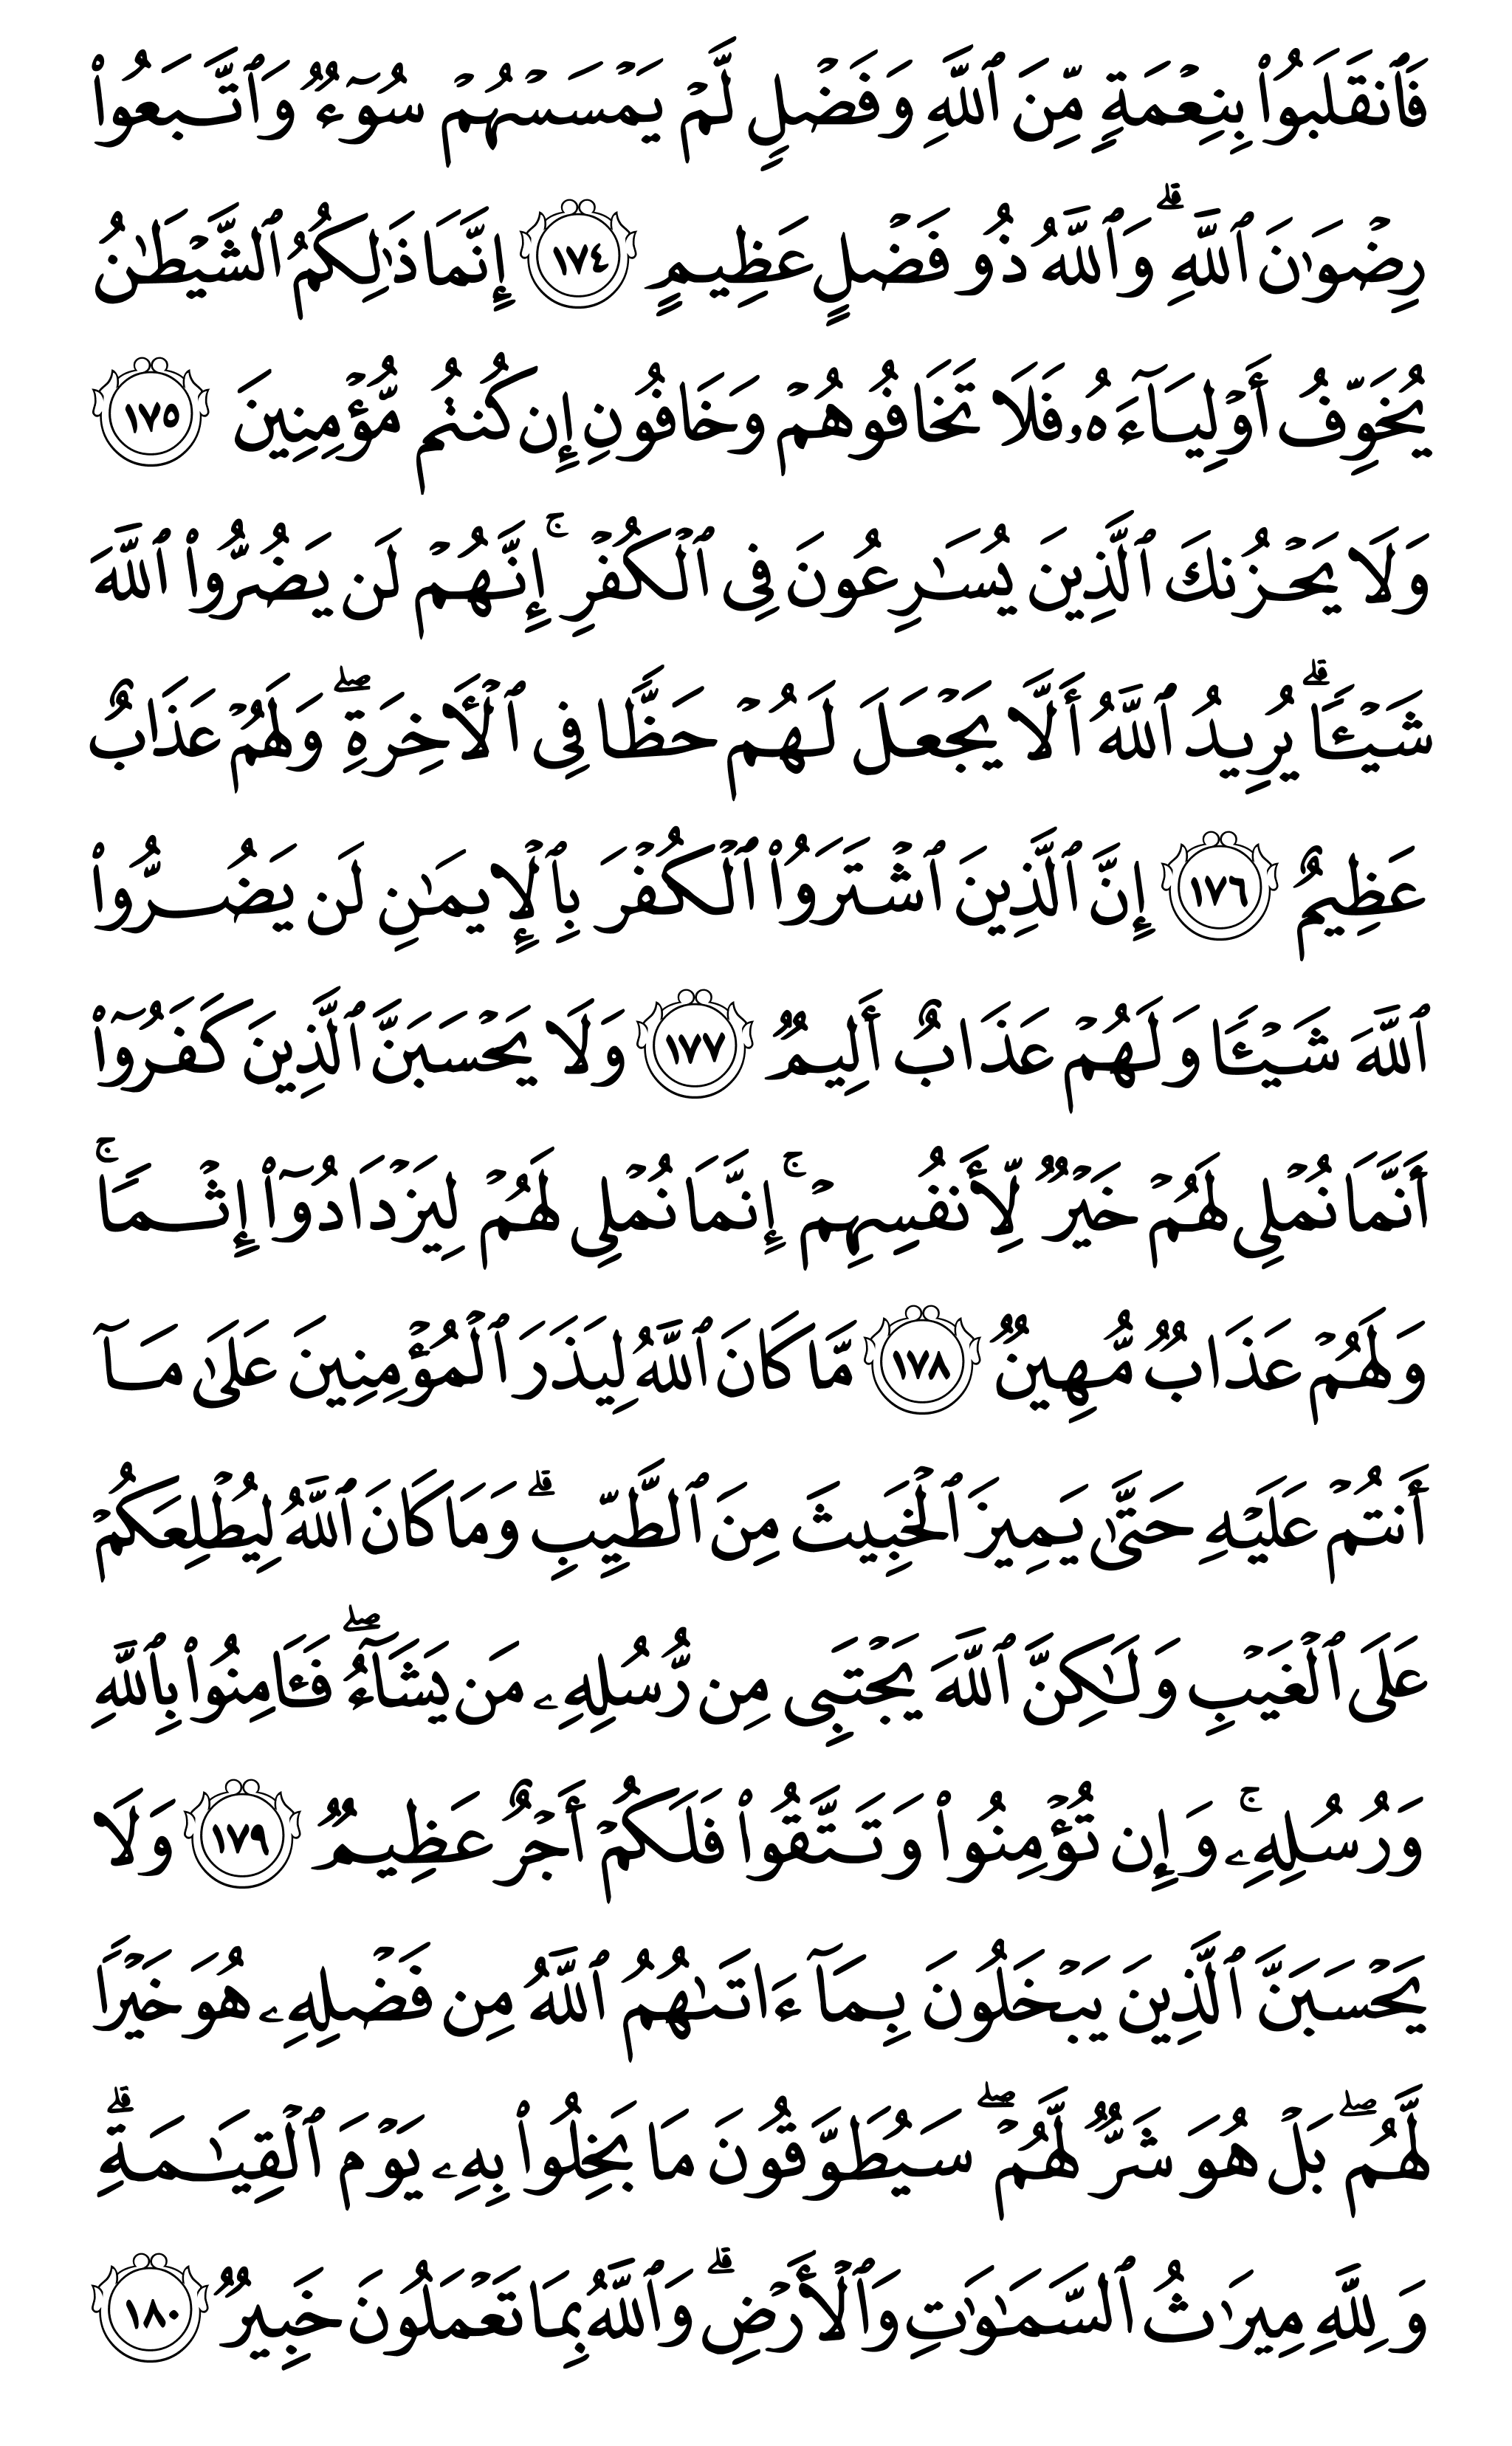 فَٱنقَلَبُوا۟ بِنِعْمَةٍ مِّنَ ٱللَّهِ وَفَضْلٍ لَّمْ يَمْسَسْهُمْ سُوٓءٌ وَٱتَّبَعُوا۟
رِضْوَٰنَ ٱللَّهِ ۗ وَٱللَّهُ ذُو فَضْلٍ عَظِيمٍ ١٧٤ إِنَّمَا ذَٰلِكُمُ ٱلشَّيْطَٰنُ
يُخَوِّفُ أَوْلِيَآءَهُۥ فَلَا تَخَافُوهُمْ وَخَافُونِ إِن كُنتُم مُّؤْمِنِينَ ١٧٥
وَلَا يَحْزُنكَ ٱلَّذِينَ يُسَٰرِعُونَ فِى ٱلْكُفْرِ ۚ إِنَّهُمْ لَن يَضُرُّوا۟ ٱللَّهَ
شَيْـًٔا ۗ يُرِيدُ ٱللَّهُ أَلَّا يَجْعَلَ لَهُمْ حَظًّا فِى ٱلْـَٔاخِرَةِ ۖ وَلَهُمْ عَذَابٌ
عَظِيمٌ ١٧٦ إِنَّ ٱلَّذِينَ ٱشْتَرَوُا۟ ٱلْكُفْرَ بِٱلْإِيمَٰنِ لَن يَضُرُّوا۟
ٱللَّهَ شَيْـًٔا وَلَهُمْ عَذَابٌ أَلِيمٌ ١٧٧ وَلَا يَحْسَبَنَّ ٱلَّذِينَ كَفَرُوٓا۟
أَنَّمَا نُمْلِى لَهُمْ خَيْرٌ لِّأَنفُسِهِمْ ۚ إِنَّمَا نُمْلِى لَهُمْ لِيَزْدَادُوٓا۟ إِثْمًا ۚ
وَلَهُمْ عَذَابٌ مُّهِينٌ ١٧٨ مَّا كَانَ ٱللَّهُ لِيَذَرَ ٱلْمُؤْمِنِينَ عَلَىٰ مَآ
أَنتُمْ عَلَيْهِ حَتَّىٰ يَمِيزَ ٱلْخَبِيثَ مِنَ ٱلطَّيِّبِ ۗ وَمَا كَانَ ٱللَّهُ لِيُطْلِعَكُمْ
عَلَى ٱلْغَيْبِ وَلَٰكِنَّ ٱللَّهَ يَجْتَبِى مِن رُّسُلِهِۦ مَن يَشَآءُ ۖ فَـَٔامِنُوا۟ بِٱللَّهِ
وَرُسُلِهِۦ ۚ وَإِن تُؤْمِنُوا۟ وَتَتَّقُوا۟ فَلَكُمْ أَجْرٌ عَظِيمٌ ١٧٩ وَلَا
يَحْسَبَنَّ ٱلَّذِينَ يَبْخَلُونَ بِمَآ ءَاتَىٰهُمُ ٱللَّهُ مِن فَضْلِهِۦ هُوَ خَيْرًا
لَّهُم ۖ بَلْ هُوَ شَرٌّ لَّهُمْ ۖ سَيُطَوَّقُونَ مَا بَخِلُوا۟ بِهِۦ يَوْمَ ٱلْقِيَٰمَةِ ۗ
وَلِلَّهِ مِيرَٰثُ ٱلسَّمَٰوَٰتِ وَٱلْأَرْضِ ۗ وَٱللَّهُ بِمَا تَعْمَلُونَ خَبِيرٌ ١٨٠